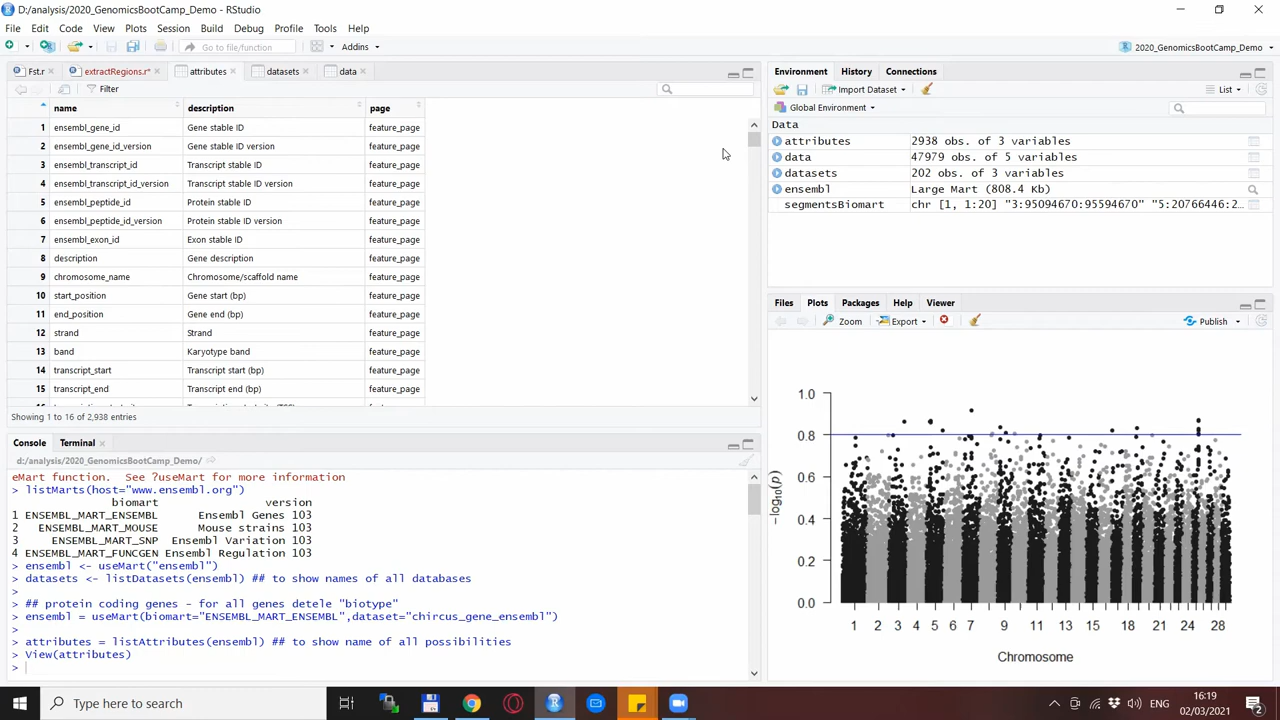 D:/analysis/2020_GenomicsBootCamp_Demo - RStudio
File Edit Code View Plots Session Build Debug Profile Tools Help
Go to file/function Addins 2020_GenomicsBootCamp_Demo
Fst.r extractRegions.r* attributes datasets data
Filter
name description page
1 ensembl_gene_id Gene stable ID feature_page
2 ensembl_gene_id_version Gene stable ID version feature_page
3 ensembl_transcript_id Transcript stable ID feature_page
4 ensembl_transcript_id_version Transcript stable ID version feature_page
5 ensembl_peptide_id Protein stable ID feature_page
6 ensembl_peptide_id_version Protein stable ID version feature_page
7 ensembl_exon_id Exon stable ID feature_page
8 description Gene description feature_page
9 chromosome_name Chromosome/scaffold name feature_page
10 start_position Gene start (bp) feature_page
11 end_position Gene end (bp) feature_page
12 strand Strand feature_page
13 band Karyotype band feature_page
14 transcript_start Transcript start (bp) feature_page
15 transcript_end Transcript end (bp) feature_page
Showing 1 to 16 of 2,938 entries
Console Terminal
d:/analysis/2020_GenomicsBootCamp_Demo/
eMart function.  See ?useMart for more information
> listMarts(host="www.ensembl.org")
biomart version
1 ENSEMBL_MART_ENSEMBL Ensembl Genes 103
2 ENSEMBL_MART_MOUSE Mouse strains 103
3 ENSEMBL_MART_SNP Ensembl Variation 103
4 ENSEMBL_MART_FUNCGEN Ensembl Regulation 103
> ensembl <- useMart("ensembl")
> datasets <- listDatasets(ensembl) ## to show names of all databases
>
> ## protein coding genes - for all genes detele "biotype"
> ensembl = useMart(biomart="ENSEMBL_MART_ENSEMBL",dataset="chircus_gene_ensembl")
>
> attributes = listAttributes(ensembl) ## to show name of all possibilities
> View(attributes)
>
Environment History Connections
Import Dataset List
Global Environment
Data
attributes 2938 obs. of 3 variables
data 47979 obs. of 5 variables
datasets 202 obs. of 3 variables
ensembl Large Mart (808.4 Kb)
segmentsBiomart chr [1, 1:20] "3:95094670:95594670" "5:20766446:2…
Files Plots Packages Help Viewer
Zoom Export Publish
1.0
0.8
0.6
0.4
0.2
0.0
−log10(p)
1 2 3 4 5 6 7 9 11 13 15 18 21 24 28
Chromosome
Type here to search
ENG
16:19
02/03/2021
2